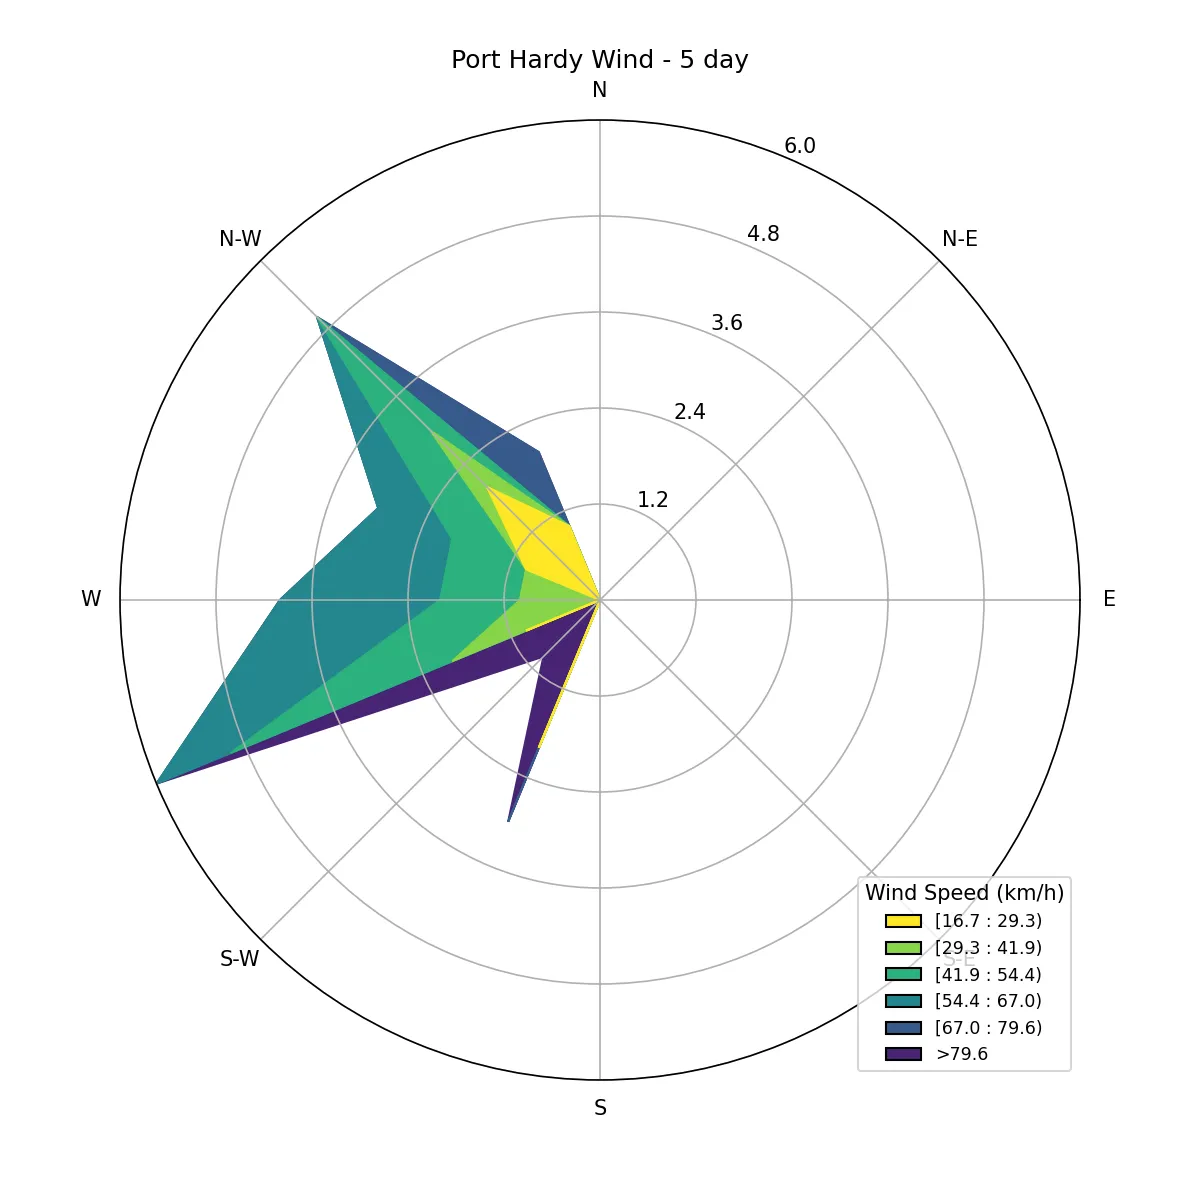 Port Hardy Wind - 5 day
N
6.0
N-W
4.8
N-E
3.6
2.4
1.2
W
E
S-W
S-E
S
Wind Speed (km/h)
[16.7 : 29.3)
[29.3 : 41.9)
[41.9 : 54.4)
[54.4 : 67.0)
[67.0 : 79.6)
>79.6